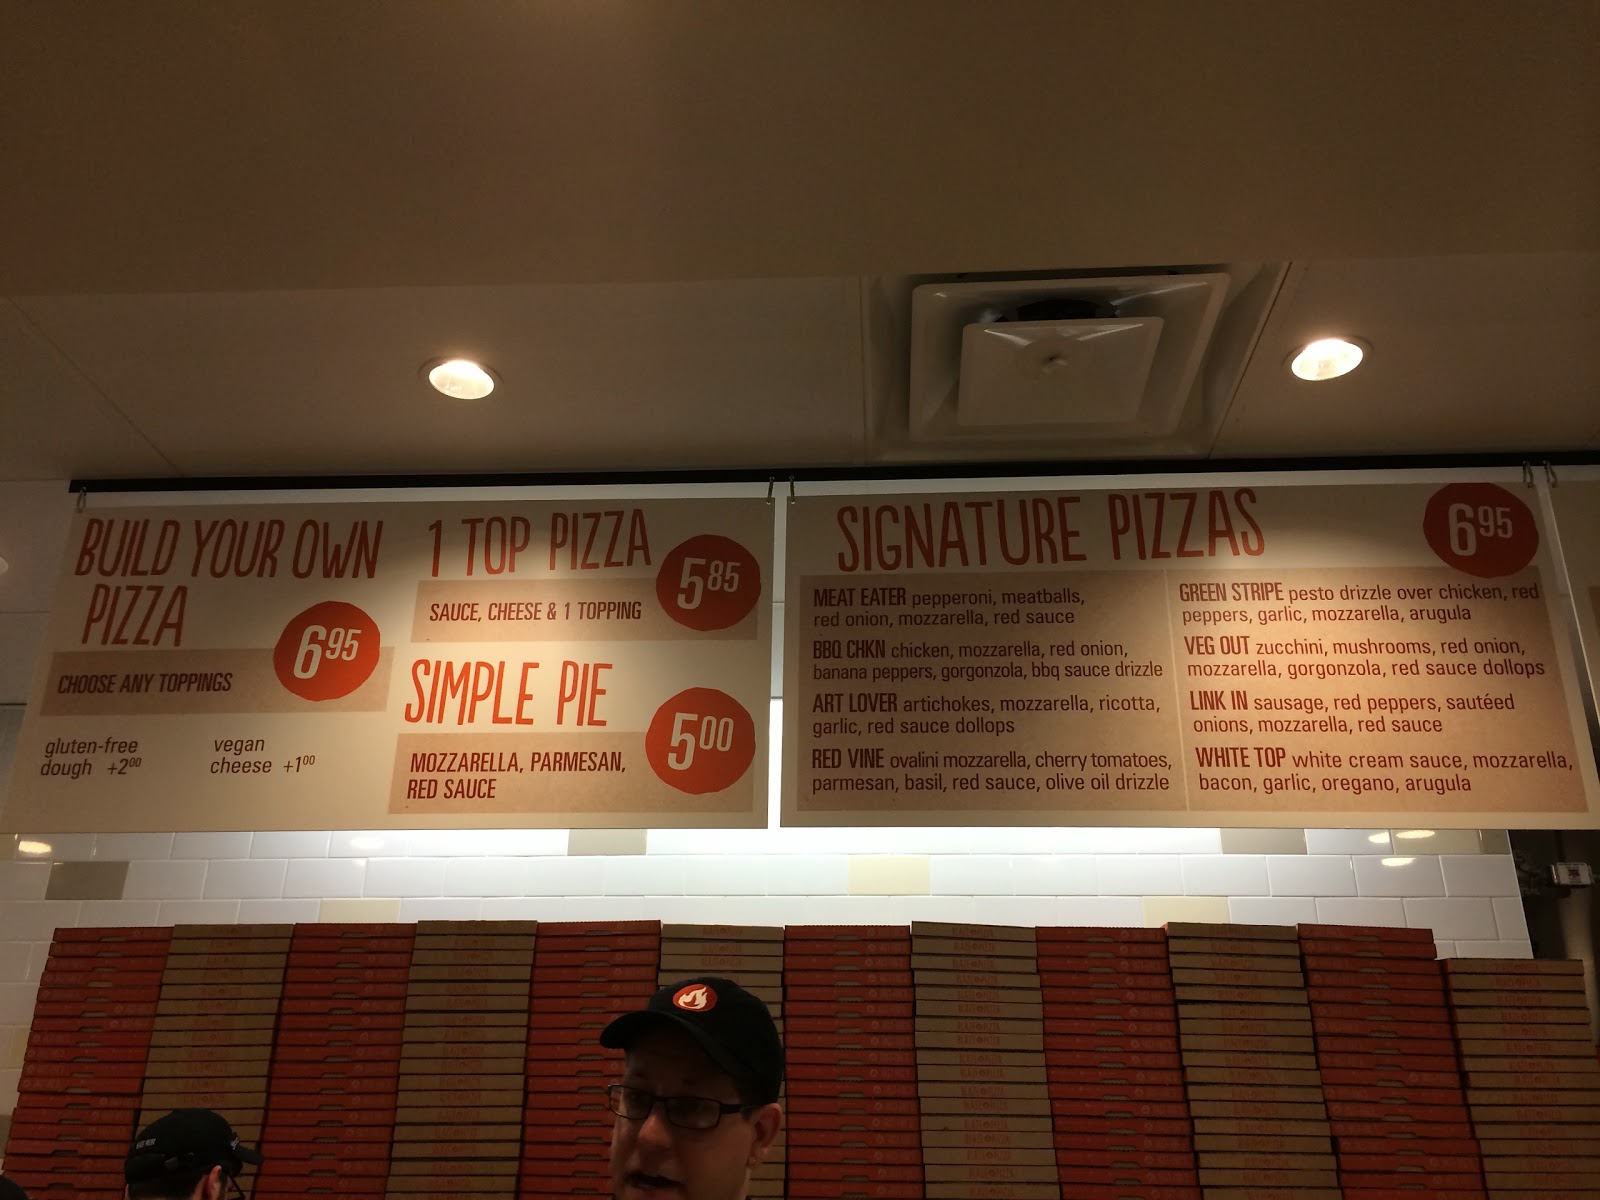 BUILD YOUR OWN
PIZZA
6.95
CHOOSE ANY TOPPINGS
gluten-free
dough +2.00
vegan
cheese +1.00
1 TOP PIZZA
5.85
SAUCE, CHEESE & 1 TOPPING
SIMPLE PIE
5.00
MOZZARELLA, PARMESAN,
RED SAUCE
SIGNATURE PIZZAS
6.95
MEAT EATER pepperoni, meatballs,
red onion, mozzarella, red sauce
BBQ CHKN chicken, mozzarella, red onion,
banana peppers, gorgonzola, bbq sauce drizzle
ART LOVER artichokes, mozzarella, ricotta,
garlic, red sauce dollops
RED VINE ovalini mozzarella, cherry tomatoes,
parmesan, basil, red sauce, olive oil drizzle
GREEN STRIPE pesto drizzle over chicken, red
peppers, garlic, mozzarella, arugula
VEG OUT zucchini, mushrooms, red onion,
mozzarella, gorgonzola, red sauce dollops
LINK IN sausage, red peppers, sautéed
onions, mozzarella, red sauce
WHITE TOP white cream sauce, mozzarella,
bacon, garlic, oregano, arugula